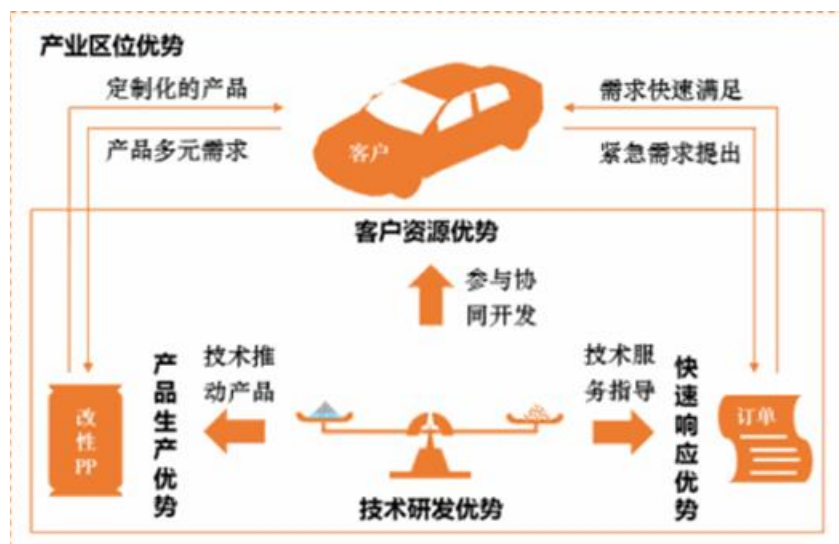 产业区位优势
定制化的产品
产品多元需求
客户
需求快速满足
紧急需求提出
客户资源优势
参与协
同开发
改
性
PP
产品生产优势
技术推
动产品
技术研发优势
技术服
务指导
快速响应优势
订单